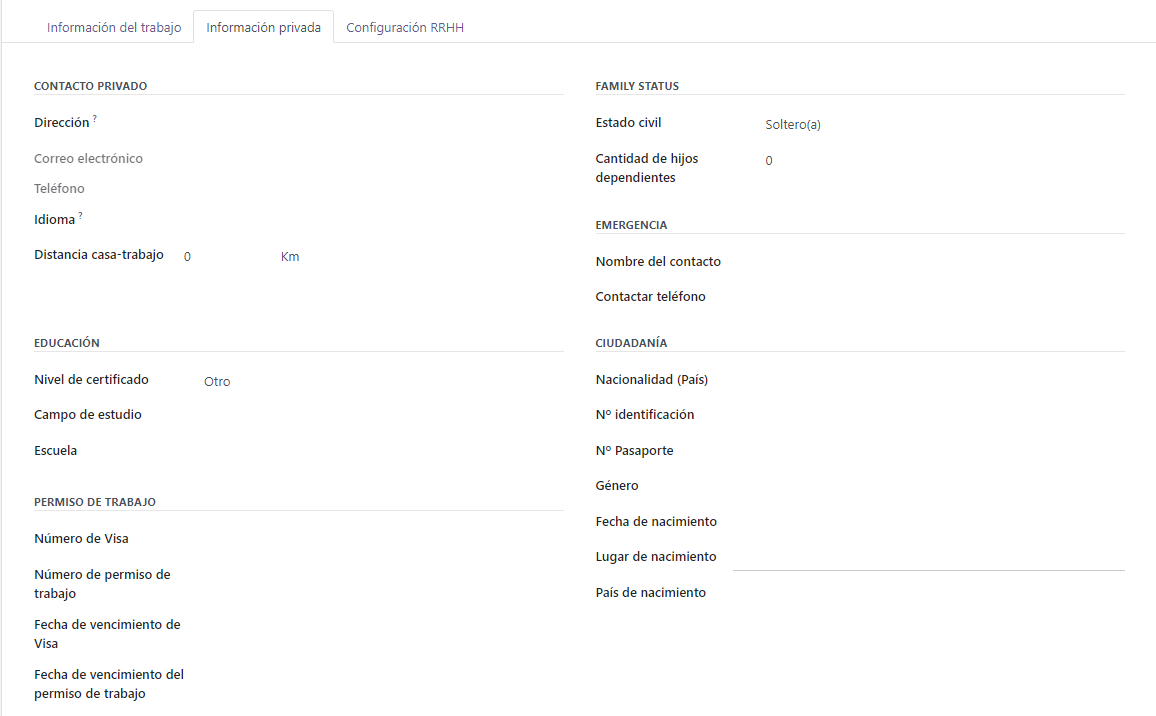 Información del trabajo
Información privada
Configuración RRHH
CONTACTO PRIVADO
Dirección ?
Correo electrónico
Teléfono
Idioma ?
Distancia casa-trabajo 0 Km
FAMILY STATUS
Estado civil Soltero(a)
Cantidad de hijos 0
dependientes
EMERGENCIA
Nombre del contacto
Contactar teléfono
EDUCACIÓN
Nivel de certificado Otro
Campo de estudio
Escuela
CIUDADANÍA
Nacionalidad (País)
Nº identificación
Nº Pasaporte
Género
Fecha de nacimiento
Lugar de nacimiento
País de nacimiento
PERMISO DE TRABAJO
Número de Visa
Número de permiso de
trabajo
Fecha de vencimiento de
Visa
Fecha de vencimiento del
permiso de trabajo